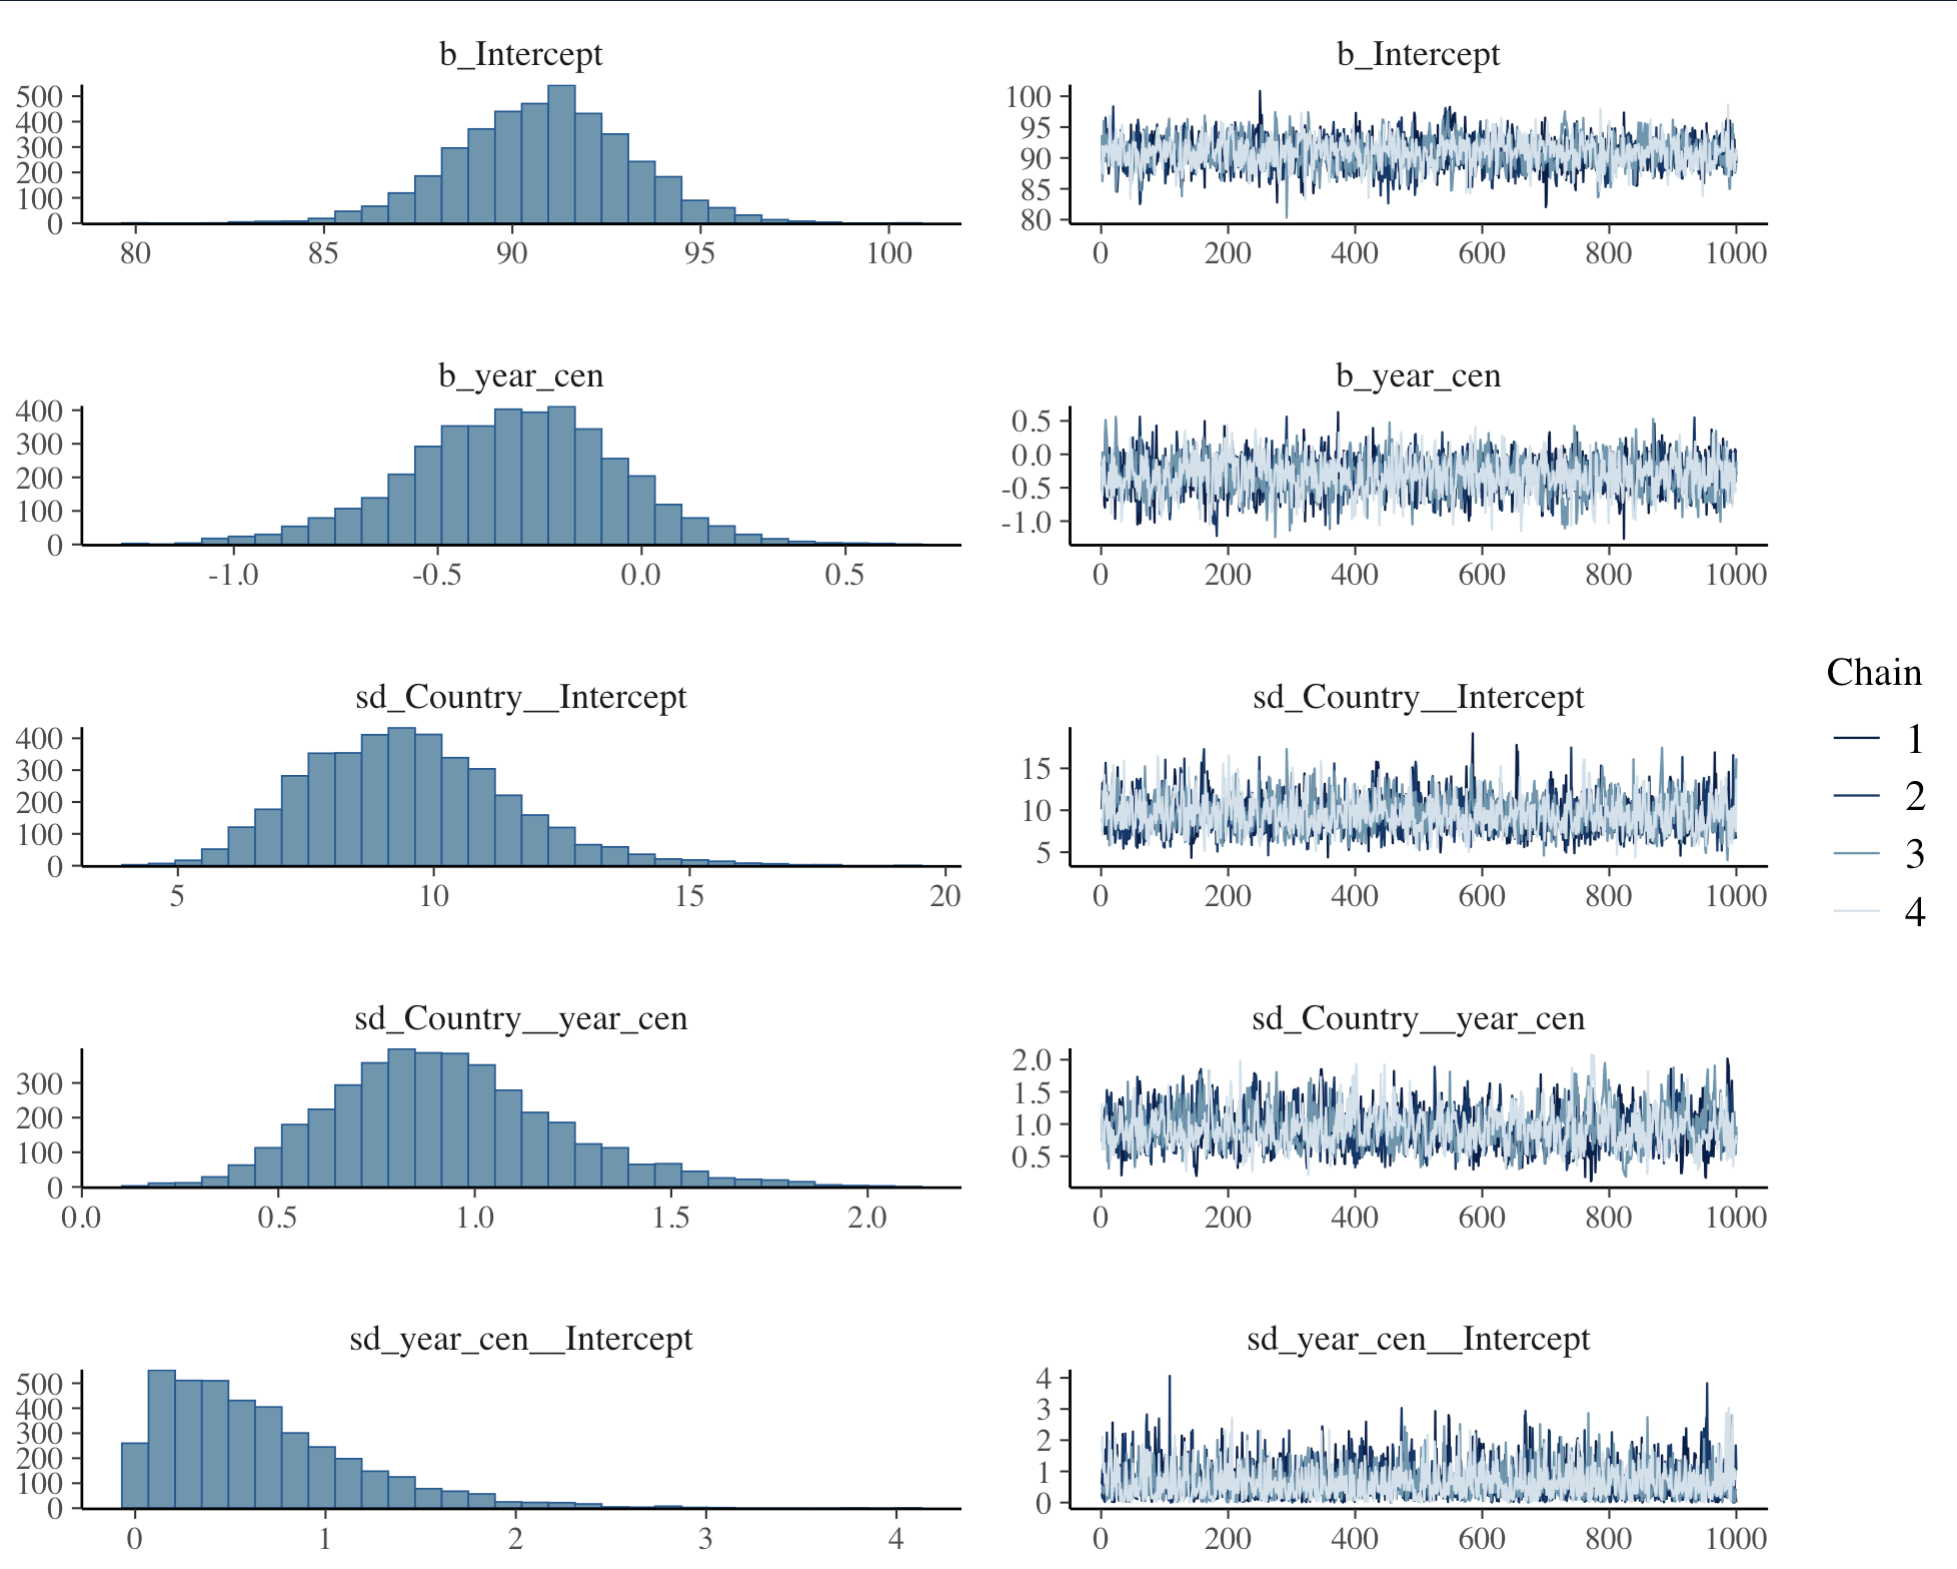 b_Intercept
500
400
300
200
100
0
80 85 90 95 100
b_Intercept
100
95
90
85
80
0 200 400 600 800 1000
b_year_cen
400
300
200
100
0
-1.0 -0.5 0.0 0.5
b_year_cen
0.5
0.0
-0.5
-1.0
0 200 400 600 800 1000
sd_Country__Intercept
400
300
200
100
0
5 10 15 20
sd_Country__Intercept
15
10
5
0 200 400 600 800 1000
sd_Country__year_cen
300
200
100
0
0.0 0.5 1.0 1.5 2.0
sd_Country__year_cen
2.0
1.5
1.0
0.5
0 200 400 600 800 1000
sd_year_cen__Intercept
500
400
300
200
100
0
0 1 2 3 4
sd_year_cen__Intercept
4
3
2
1
0
0 200 400 600 800 1000
Chain
1
2
3
4